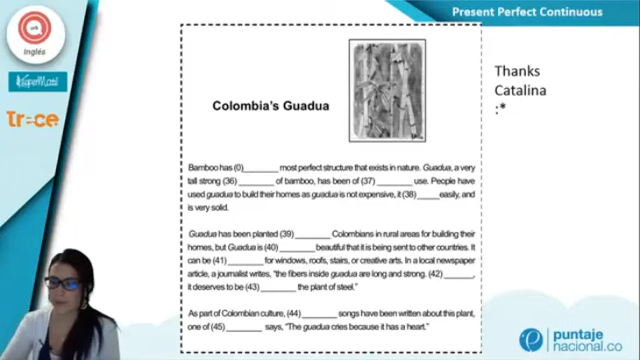 Present Perfect Continuous
Inglés
Thanks
Catalina
:*
Colombia's Guadua
Bamboo has (0)________ most perfect structure that exists in nature. Guadua, a very
tall strong (36) ________ of bamboo, has been of (37) ________ use. People have
used guadua to build their homes as guadua is not expensive, it (38) _____easily, and
is very solid.
Guadua has been planted (39) ________ Colombians in rural areas for building their
homes, but Guadua is (40) ________ beautiful that it is being sent to other countries. It
can be (41) ________ for windows, roofs, stairs, or creative arts. In a local newspaper
article, a journalist writes, "the fibers inside guadua are long and strong. (42) _______,
it deserves to be (43) ________ the plant of steel."
As part of Colombian culture, (44) ________ songs have been written about this plant,
one of (45) ________ says, "The guadua cries because it has a heart."
puntaje
nacional.co